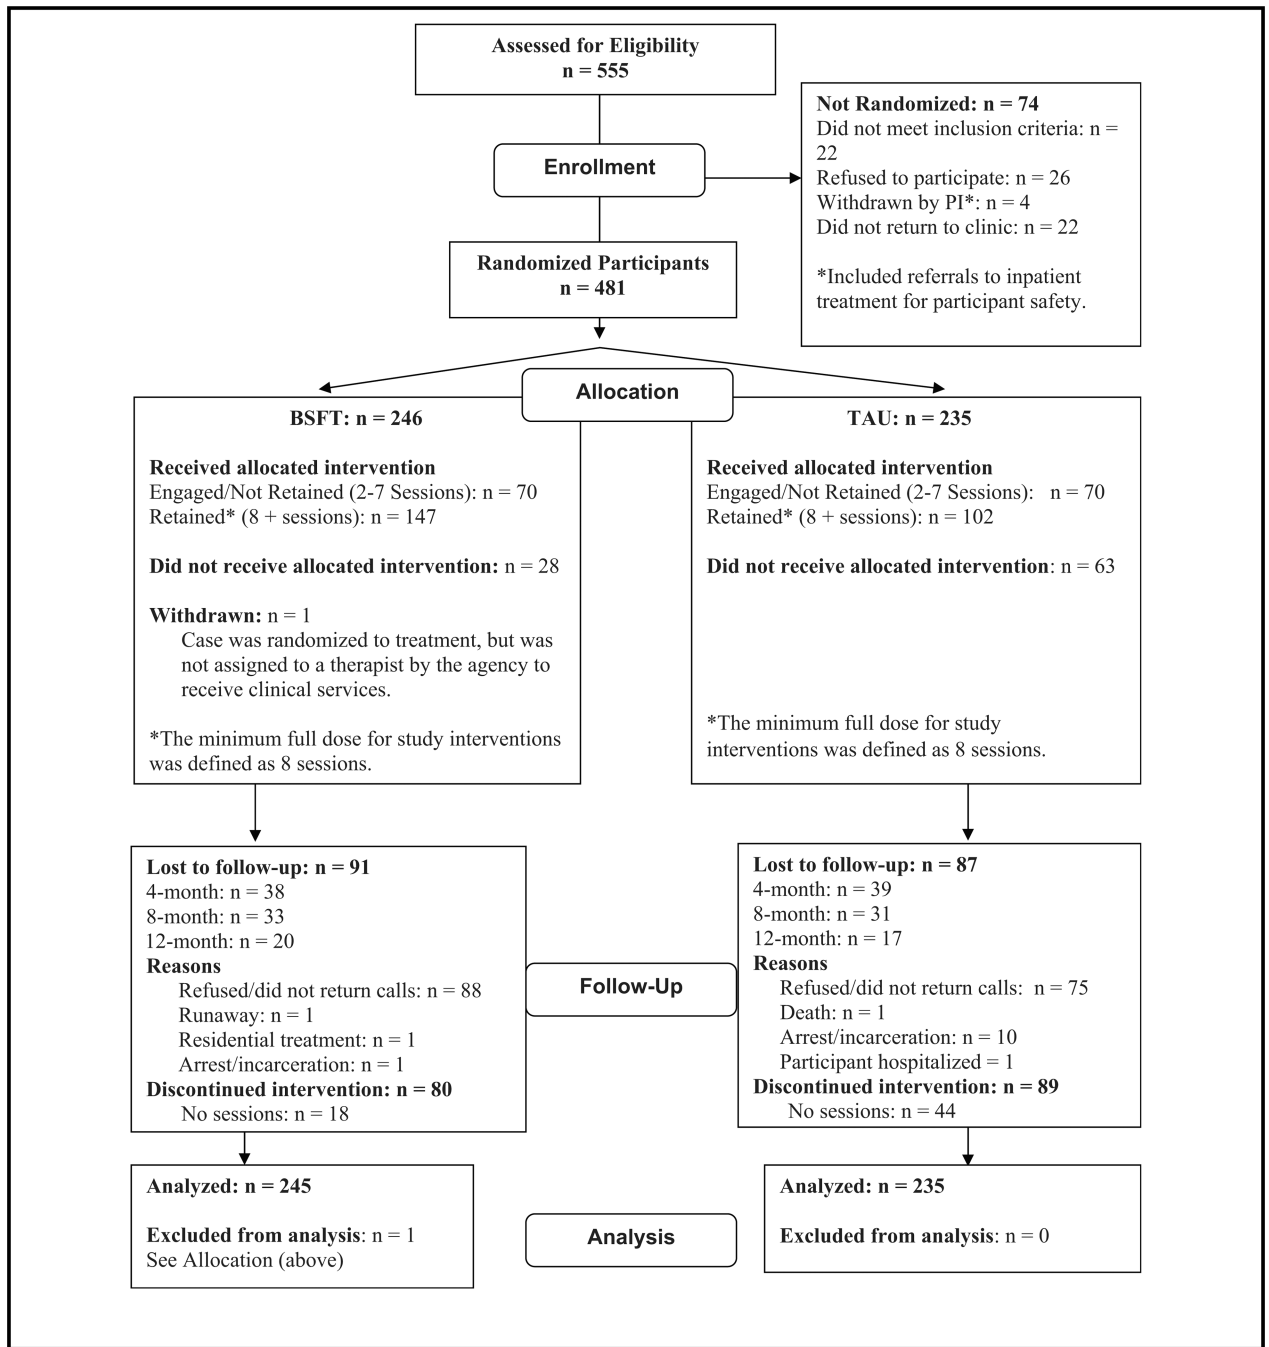 Assessed for Eligibility
n = 555
Not Randomized: n = 74
Did not meet inclusion criteria: n =
22
Refused to participate: n = 26
Withdrawn by PI*: n = 4
Did not return to clinic: n = 22
*Included referrals to inpatient
treatment for participant safety.
Enrollment
Randomized Participants
n = 481
Allocation
BSFT: n = 246
Received allocated intervention
Engaged/Not Retained (2-7 Sessions): n = 70
Retained* (8 + sessions): n = 147
Did not receive allocated intervention: n = 28
Withdrawn: n = 1
Case was randomized to treatment, but was
not assigned to a therapist by the agency to
receive clinical services.
*The minimum full dose for study interventions
was defined as 8 sessions.
TAU: n = 235
Received allocated intervention
Engaged/Not Retained (2-7 Sessions): n = 70
Retained* (8 + sessions): n = 102
Did not receive allocated intervention: n = 63
*The minimum full dose for study
interventions was defined as 8 sessions.
Lost to follow-up: n = 91
4-month: n = 38
8-month: n = 33
12-month: n = 20
Reasons
Refused/did not return calls: n = 88
Runaway: n = 1
Residential treatment: n = 1
Arrest/incarceration: n = 1
Discontinued intervention: n = 80
No sessions: n = 18
Follow-Up
Lost to follow-up: n = 87
4-month: n = 39
8-month: n = 31
12-month: n = 17
Reasons
Refused/did not return calls: n = 75
Death: n = 1
Arrest/incarceration: n = 10
Participant hospitalized = 1
Discontinued intervention: n = 89
No sessions: n = 44
Analyzed: n = 245
Excluded from analysis: n = 1
See Allocation (above)
Analysis
Analyzed: n = 235
Excluded from analysis: n = 0